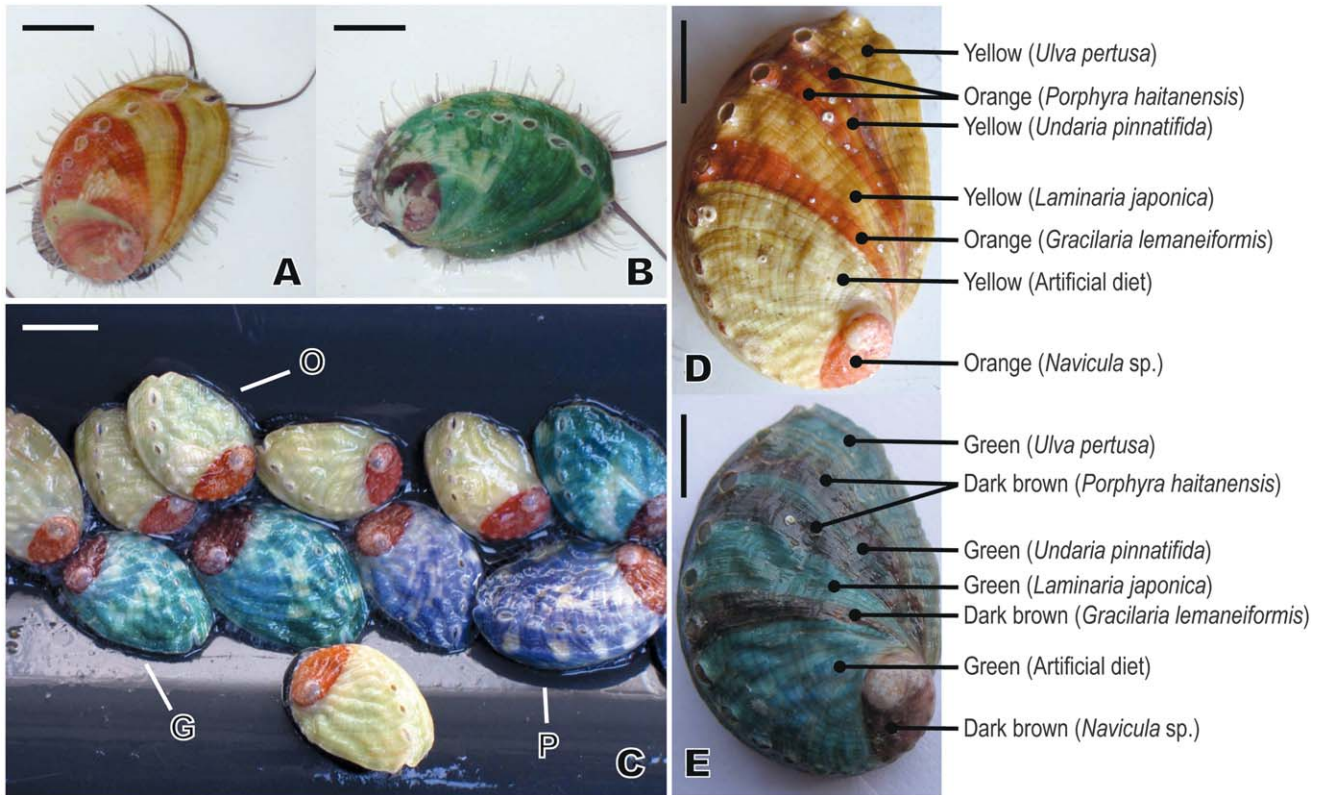 A
B
O
G
P
C
D
Yellow (Ulva pertusa)
Orange (Porphyra haitanensis)
Yellow (Undaria pinnatifida)
Yellow (Laminaria japonica)
Orange (Gracilaria lemaneiformis)
Yellow (Artificial diet)
Orange (Navicula sp.)
E
Green (Ulva pertusa)
Dark brown (Porphyra haitanensis)
Green (Undaria pinnatifida)
Green (Laminaria japonica)
Dark brown (Gracilaria lemaneiformis)
Green (Artificial diet)
Dark brown (Navicula sp.)